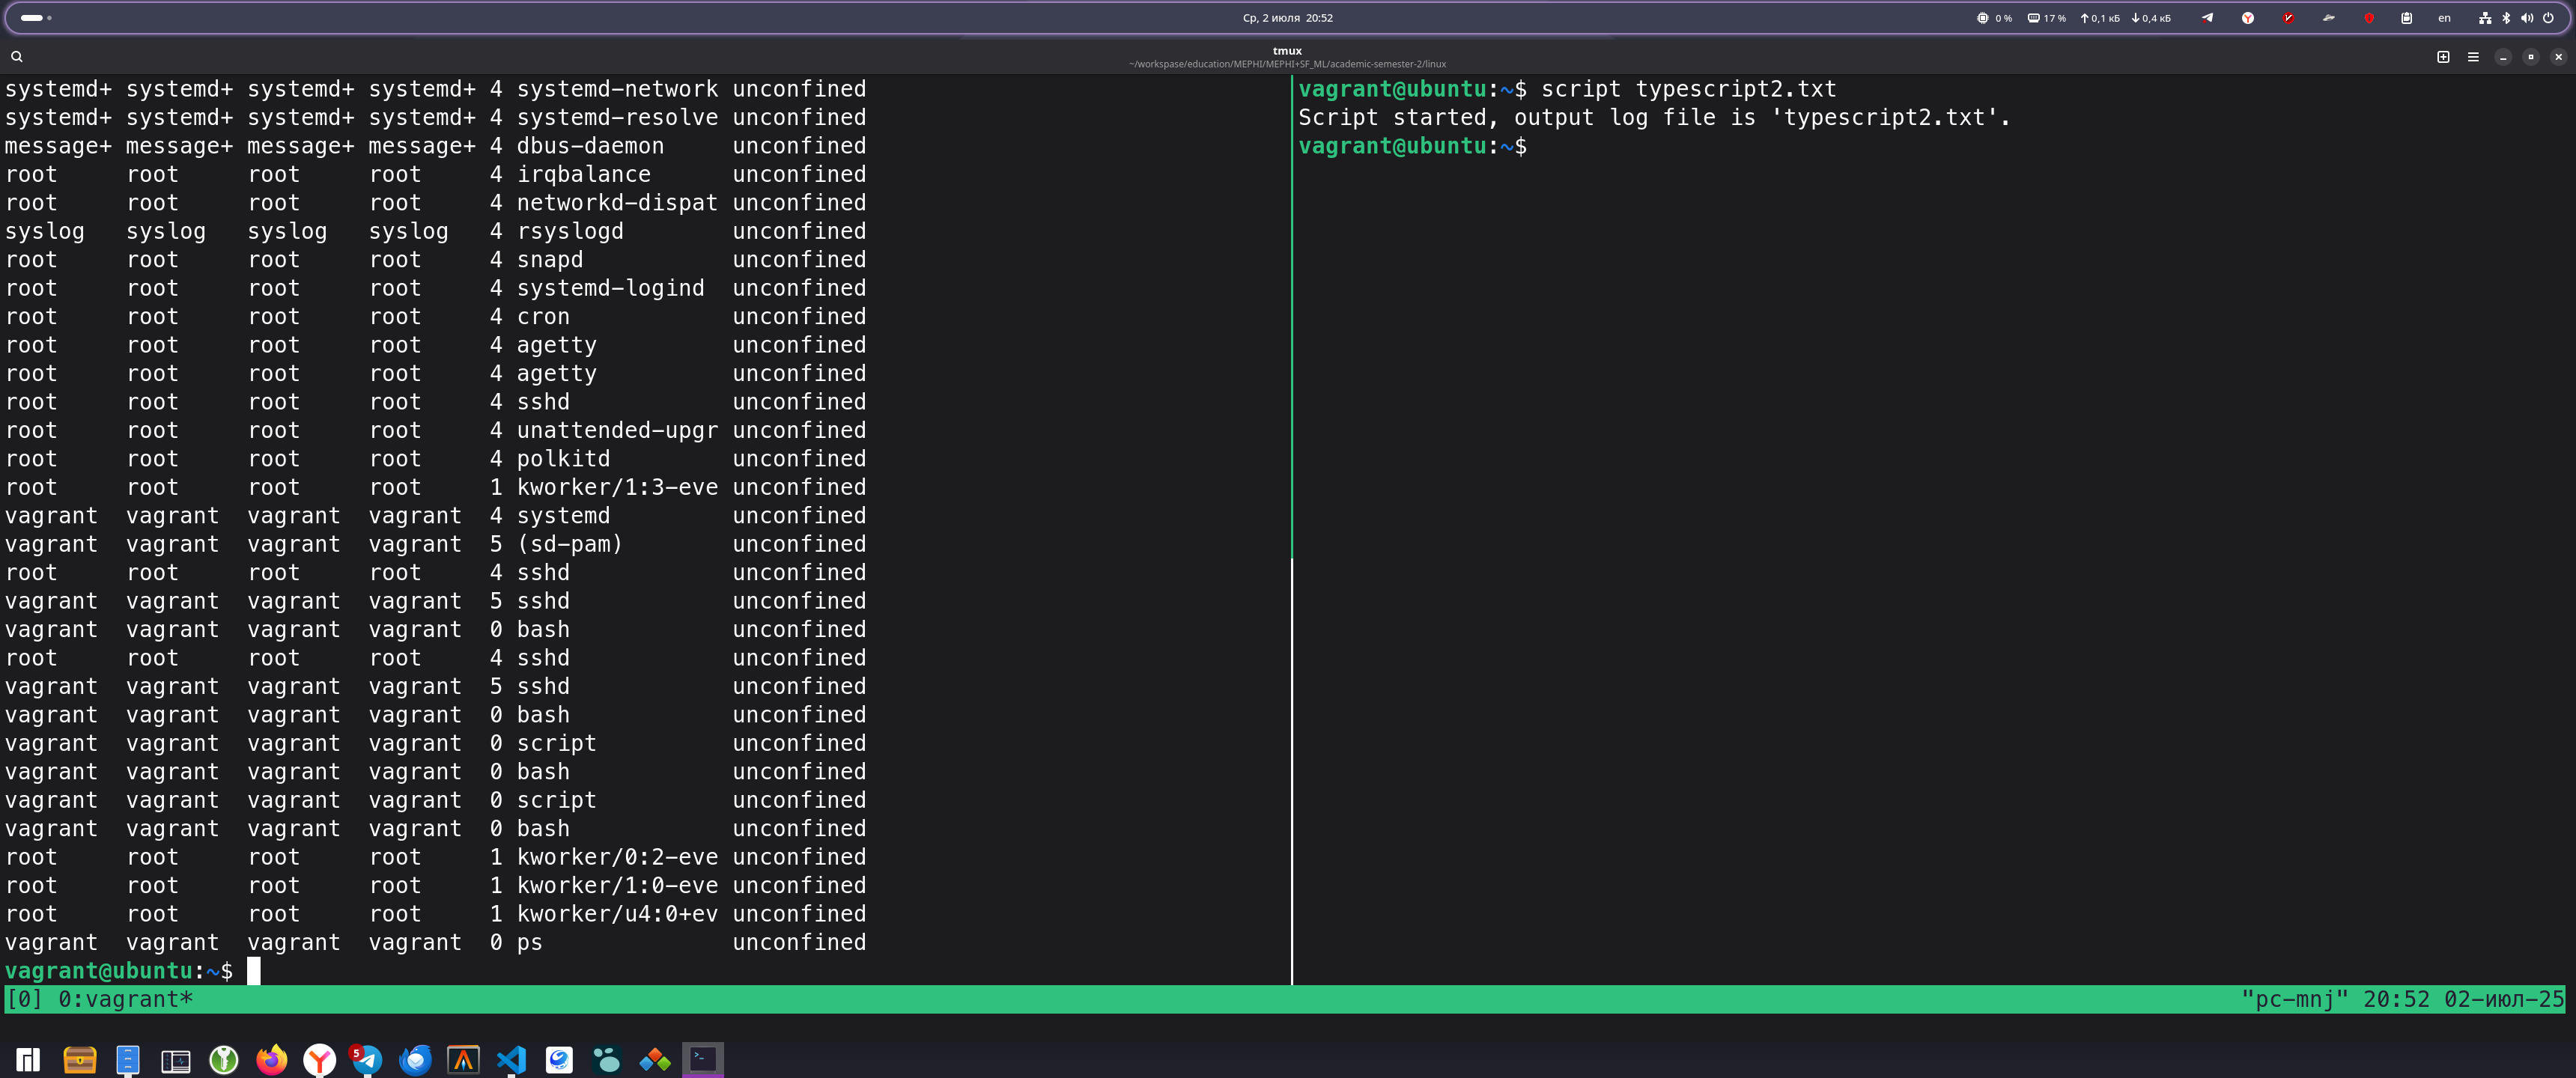 Ср, 2 июля 20:52
0 % 17 % 0,1 кБ 0,4 кБ en
tmux
~/workspase/education/MEPHI/MEPHI+SF_ML/academic-semester-2/linux
systemd+ systemd+ systemd+ systemd+ 4 systemd-network unconfined
systemd+ systemd+ systemd+ systemd+ 4 systemd-resolve unconfined
message+ message+ message+ message+ 4 dbus-daemon unconfined
root root root root 4 irqbalance unconfined
root root root root 4 networkd-dispat unconfined
syslog syslog syslog syslog 4 rsyslogd unconfined
root root root root 4 snapd unconfined
root root root root 4 systemd-logind unconfined
root root root root 4 cron unconfined
root root root root 4 agetty unconfined
root root root root 4 agetty unconfined
root root root root 4 sshd unconfined
root root root root 4 unattended-upgr unconfined
root root root root 4 polkitd unconfined
root root root root 1 kworker/1:3-eve unconfined
vagrant vagrant vagrant vagrant 4 systemd unconfined
vagrant vagrant vagrant vagrant 5 (sd-pam) unconfined
root root root root 4 sshd unconfined
vagrant vagrant vagrant vagrant 5 sshd unconfined
vagrant vagrant vagrant vagrant 0 bash unconfined
root root root root 4 sshd unconfined
vagrant vagrant vagrant vagrant 5 sshd unconfined
vagrant vagrant vagrant vagrant 0 bash unconfined
vagrant vagrant vagrant vagrant 0 script unconfined
vagrant vagrant vagrant vagrant 0 bash unconfined
vagrant vagrant vagrant vagrant 0 script unconfined
vagrant vagrant vagrant vagrant 0 bash unconfined
root root root root 1 kworker/0:2-eve unconfined
root root root root 1 kworker/1:0-eve unconfined
root root root root 1 kworker/u4:0+ev unconfined
vagrant vagrant vagrant vagrant 0 ps unconfined
vagrant@ubuntu:~$
vagrant@ubuntu:~$ script typescript2.txt
Script started, output log file is 'typescript2.txt'.
vagrant@ubuntu:~$
[0] 0:vagrant* "pc-mnj" 20:52 02-июл-25
5